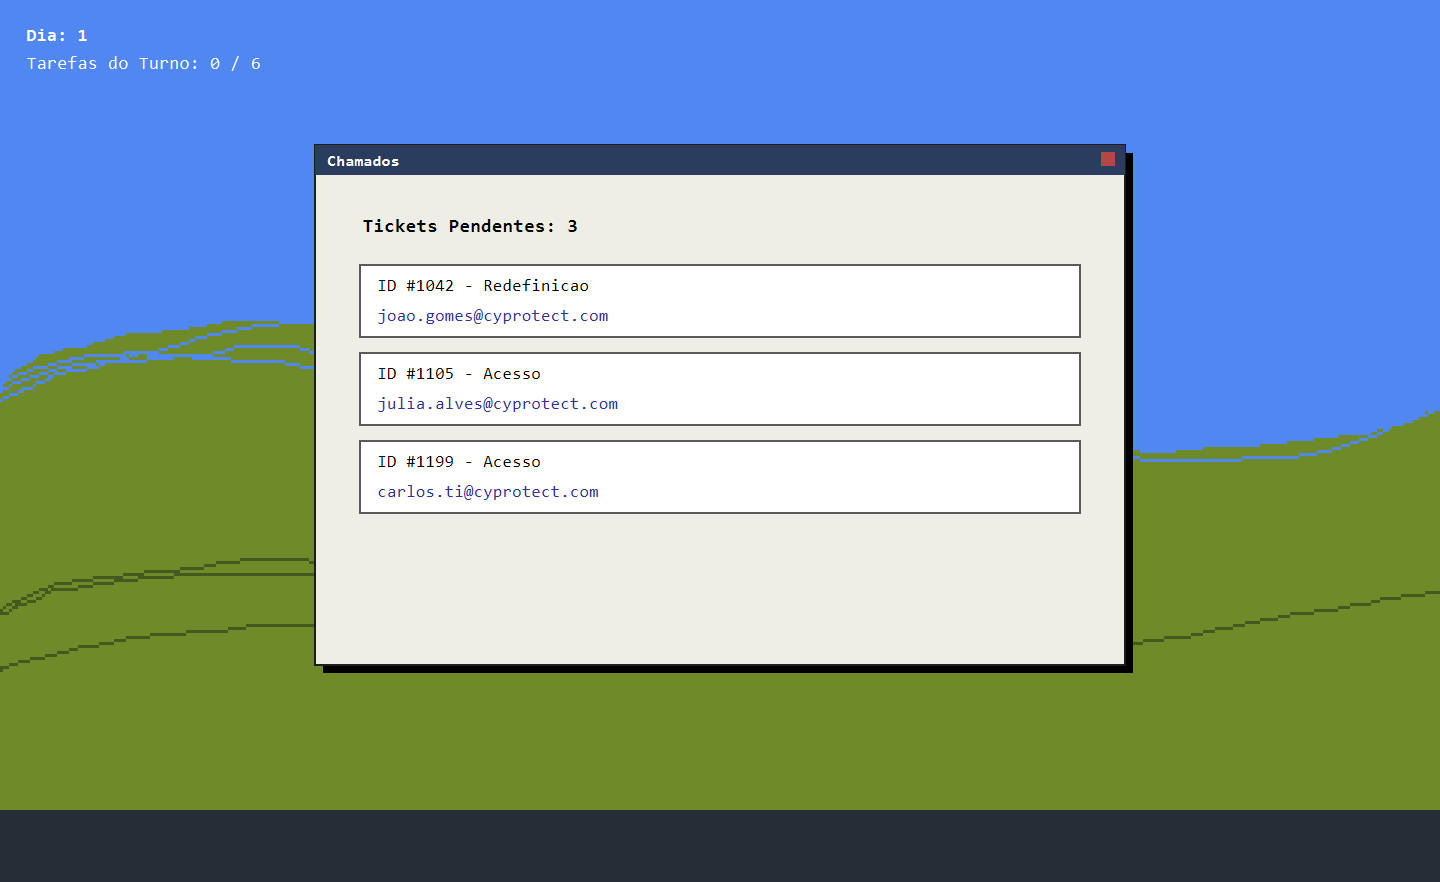 Dia: 1
Tarefas do Turno: 0 / 6
Chamados
Tickets Pendentes: 3
ID #1042 - Redefinicao
joao.gomes@cyprotect.com
ID #1105 - Acesso
julia.alves@cyprotect.com
ID #1199 - Acesso
carlos.ti@cyprotect.com